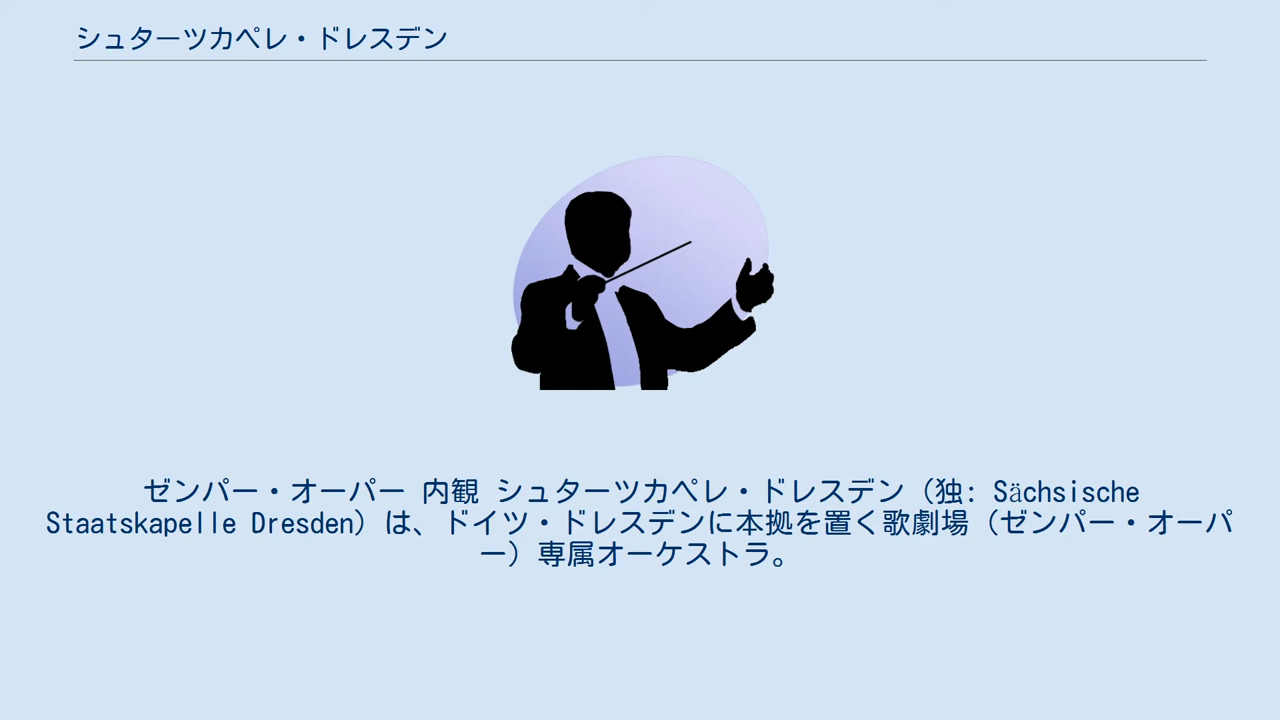 シュターツカペレ・ドレスデン
ゼンパー・オーパー 内観 シュターツカペレ・ドレスデン（独: Sächsische
Staatskapelle Dresden）は、ドイツ・ドレスデンに本拠を置く歌劇場（ゼンパー・オーパ
ー）専属オーケストラ。